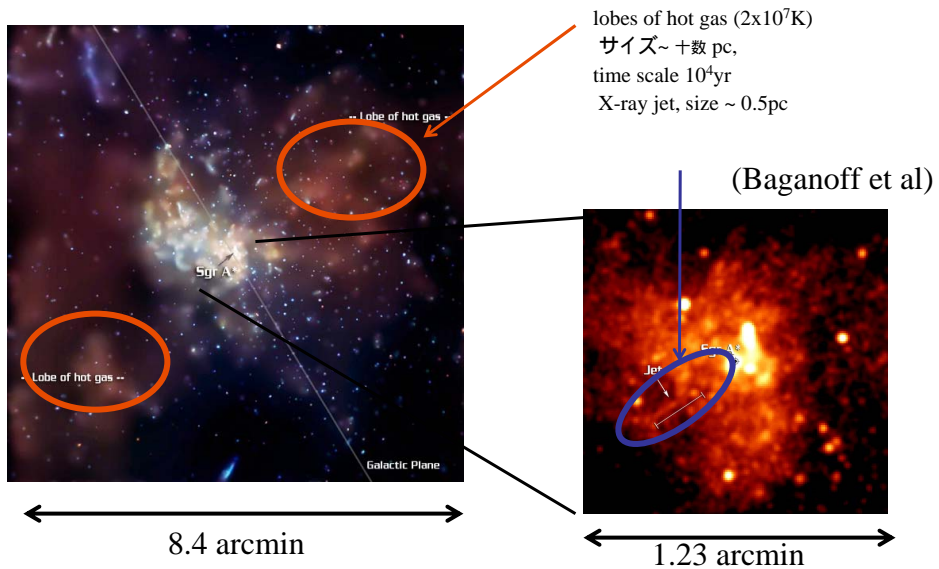 lobes of hot gas (2x10⁷K)
サイズ~ 十数 pc,
time scale 10⁴yr
X-ray jet, size ~ 0.5pc
(Baganoff et al)
-- Lobe of hot gas --
Sgr A*
-- Lobe of hot gas --
Galactic Plane
8.4 arcmin
Sgr A*
Jet
1.23 arcmin